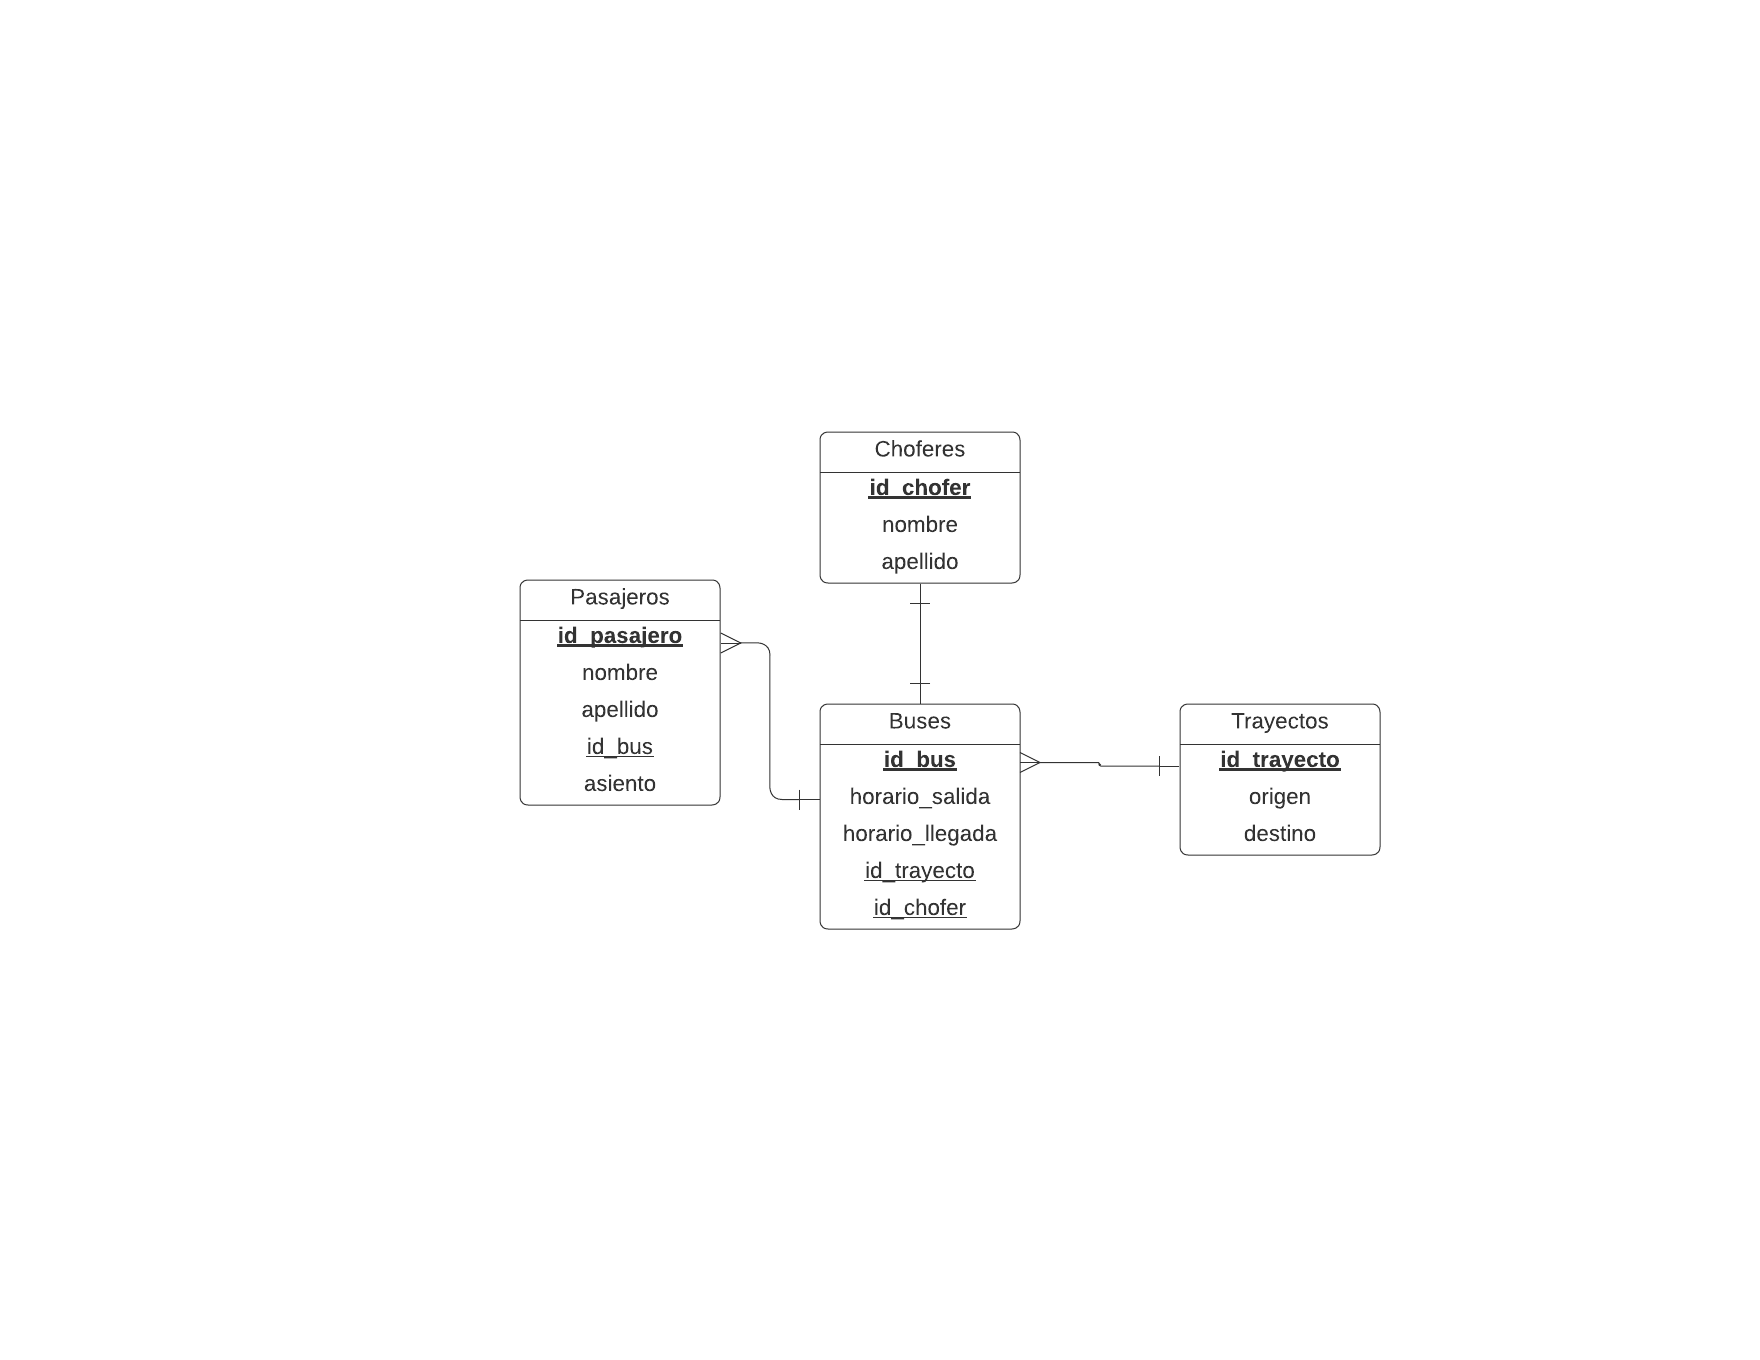 Choferes
id_chofer
nombre
apellido
Pasajeros
id_pasajero
nombre
apellido
id_bus
asiento
Buses
id_bus
horario_salida
horario_llegada
id_trayecto
id_chofer
Trayectos
id_trayecto
origen
destino